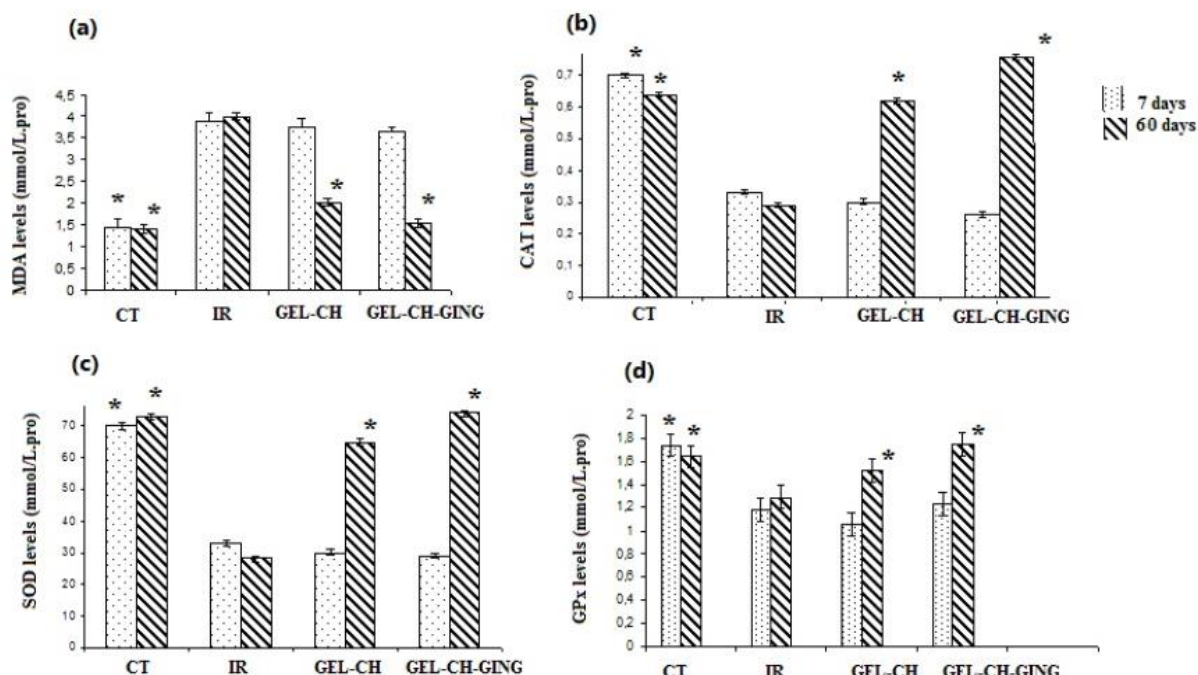 (a)
MDA levels (mmol/L.pro)
4,5
4
3,5
3
2,5
2
1,5
1
0,5
0
* * * *
CT IR GEL-CH GEL-CH-GING
(b)
CAT levels (mmol/L.pro)
0,7
0,6
0,5
0,4
0,3
0,2
0,1
0
* * * *
CT IR GEL-CH GEL-CH-GING
7 days
60 days
(c)
SOD levels (mmol/L.pro)
70
60
50
40
30
20
10
0
* * * *
CT IR GEL-CH GEL-CH-GING
(d)
GPx levels (mmol/L.pro)
2
1,8
1,6
1,4
1,2
1
0,8
0,6
0,4
0,2
0
* * * *
CT IR GEL-CH GEL-CH-GING